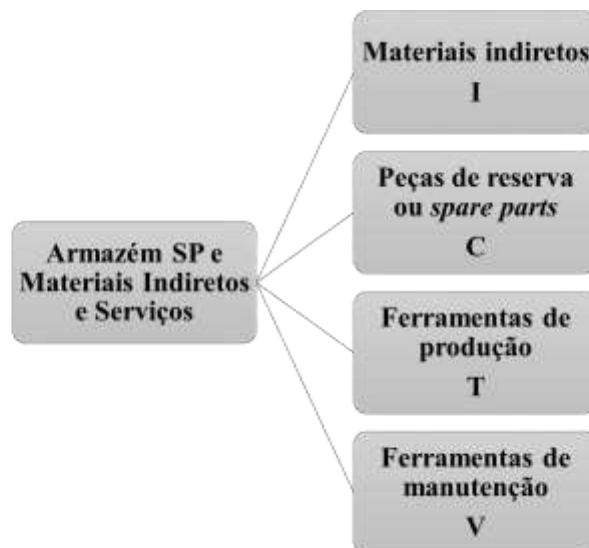 Armazém SP e
Materiais Indiretos
e Serviços
Materiais indiretos
I
Peças de reserva
ou spare parts
C
Ferramentas de
produção
T
Ferramentas de
manutenção
V